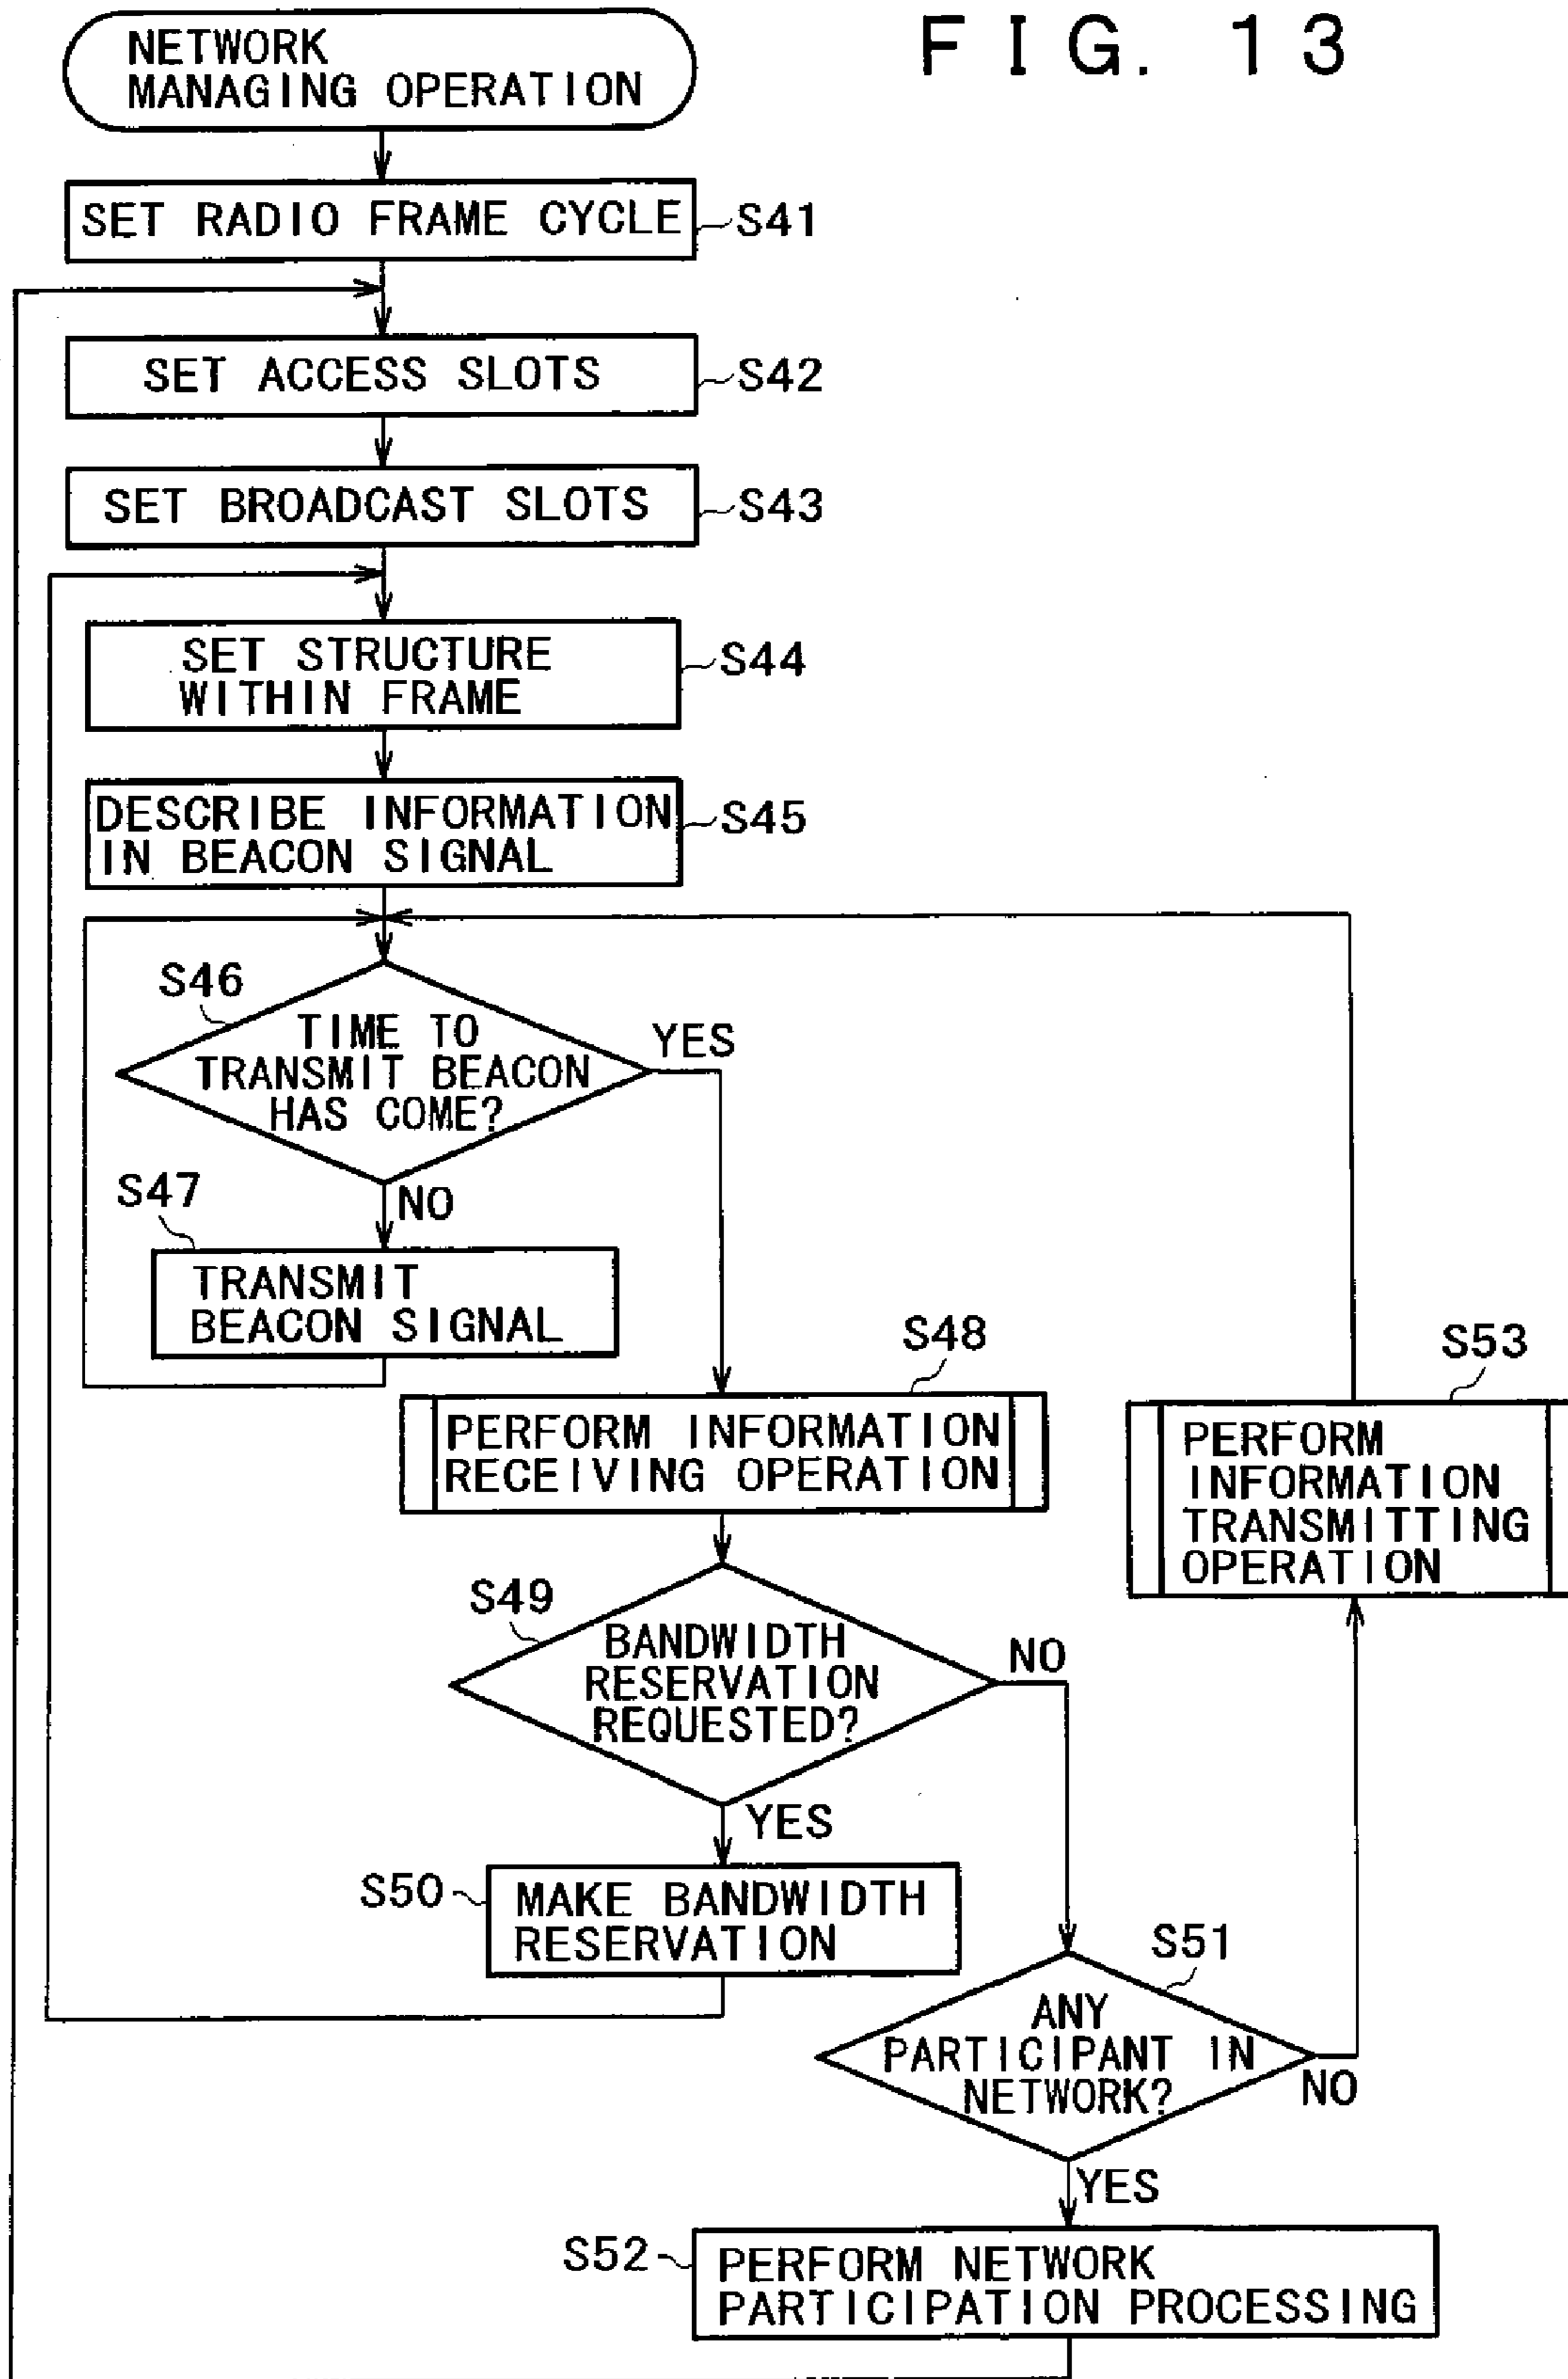 FIG. 13
NETWORK
MANAGING OPERATION
SET RADIO FRAME CYCLE
S41
SET ACCESS SLOTS
S42
SET BROADCAST SLOTS
S43
SET STRUCTURE
WITHIN FRAME
S44
DESCRIBE INFORMATION
IN BEACON SIGNAL
S45
S46
TIME TO
TRANSMIT BEACON
HAS COME?
YES
NO
S47
TRANSMIT
BEACON SIGNAL
S48
PERFORM INFORMATION
RECEIVING OPERATION
S53
PERFORM
INFORMATION
TRANSMITTING
OPERATION
S49
BANDWIDTH
RESERVATION
REQUESTED?
NO
YES
S50
MAKE BANDWIDTH
RESERVATION
S51
ANY
PARTICIPANT IN
NETWORK?
NO
YES
S52
PERFORM NETWORK
PARTICIPATION PROCESSING